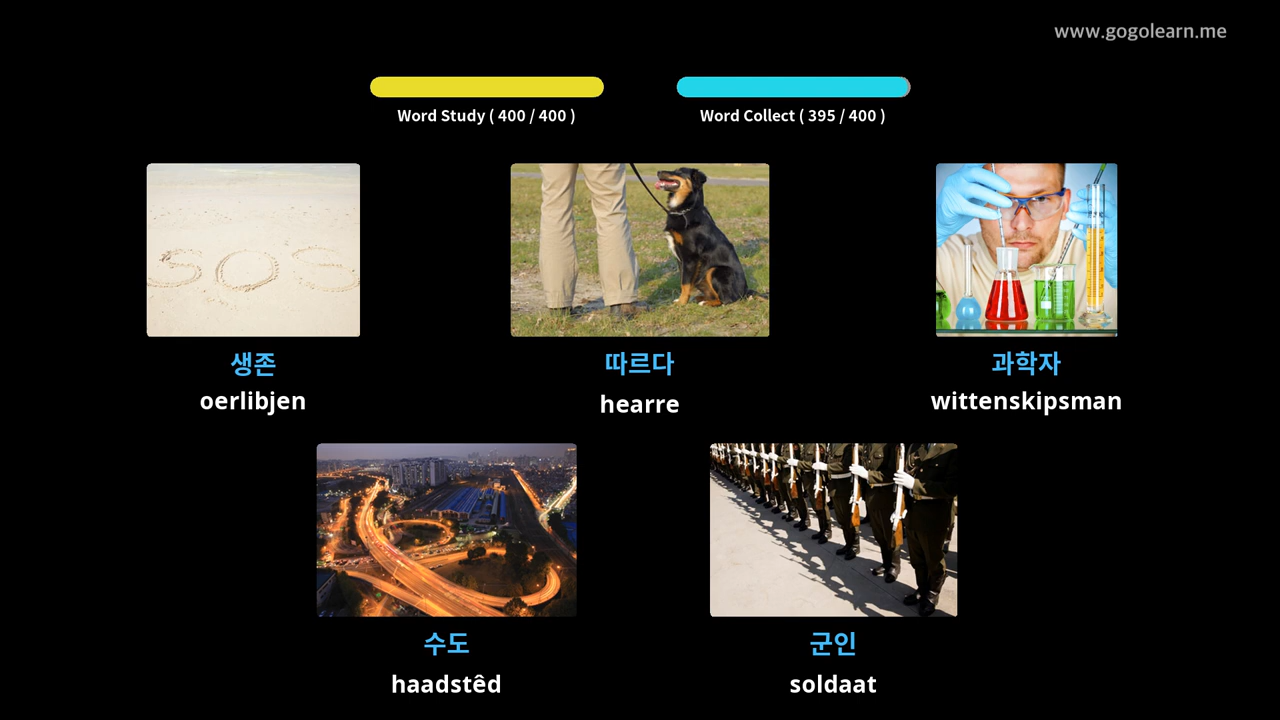 www.gogolearn.me
Word Study ( 400 / 400 )
Word Collect ( 395 / 400 )
SOS
생존
oerlibjen
따르다
hearre
과학자
wittenskipsman
수도
haadstêd
군인
soldaat